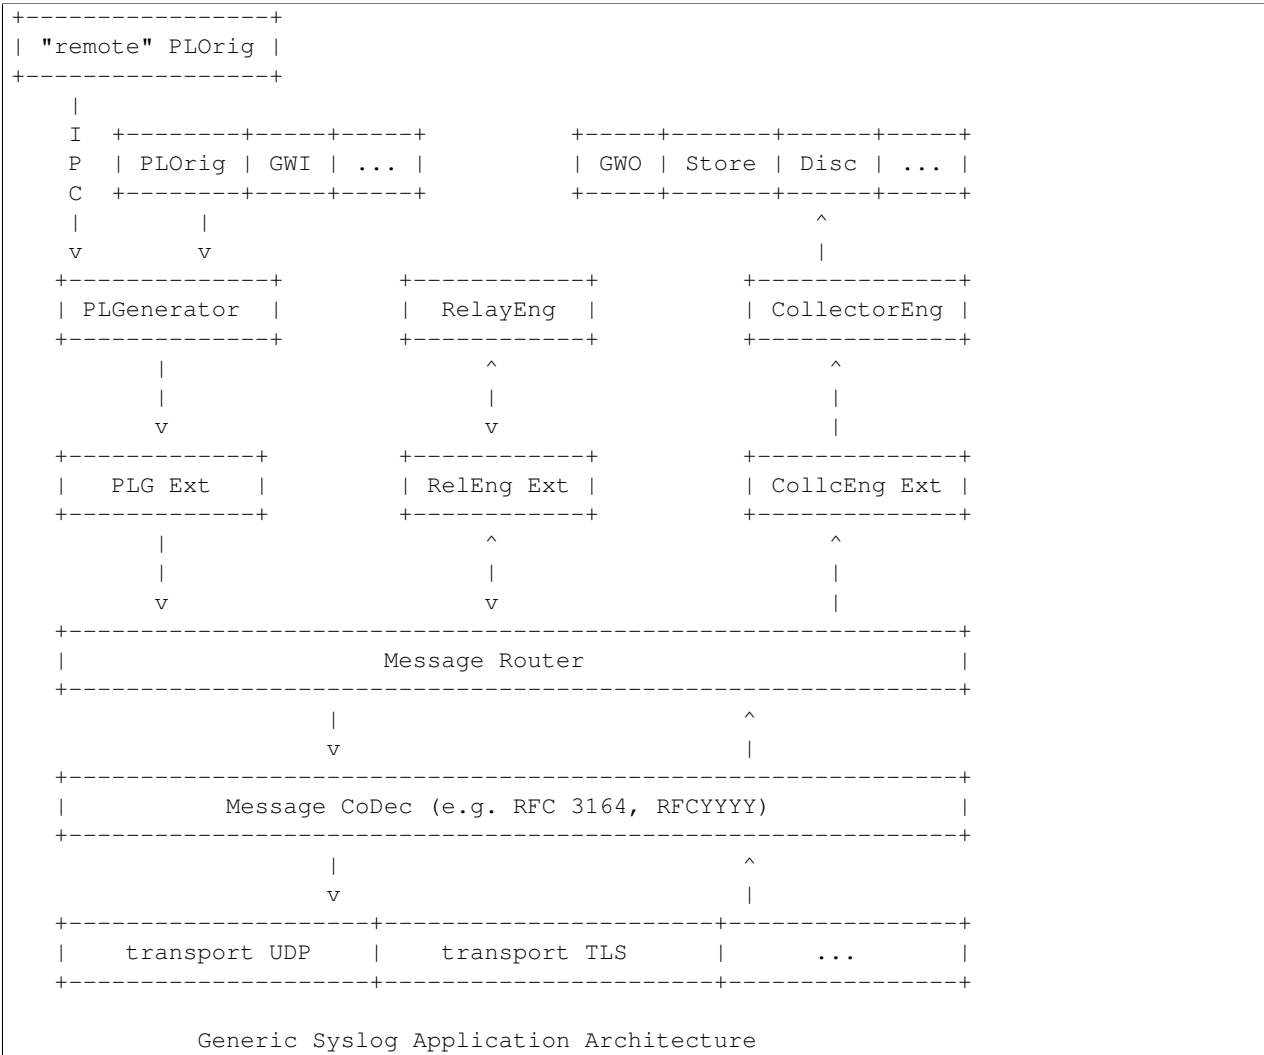 +-----------------+
| "remote" PLOrig |
+-----------------+
    |
    I  +--------+-----+-----+          +-----+-------+------+-----+
    P  | PLOrig | GWI | ... |          | GWO | Store | Disc | ... |
    C  +--------+-----+-----+          +-----+-------+------+-----+
    |        |                                          ^
    v        v                                          |
   +--------------+        +------------+          +--------------+
   | PLGenerator  |        |  RelayEng  |          | CollectorEng |
   +--------------+        +------------+          +--------------+
          |                      ^                       ^
          |                      |                       |
          v                      v                       |
   +-------------+         +------------+          +--------------+
   |   PLG Ext   |         | RelEng Ext |          | CollcEng Ext |
   +-------------+         +------------+          +--------------+
          |                      ^                       ^
          |                      |                       |
          v                      v                       |
   +--------------------------------------------------------------+
   |                      Message Router                          |
   +--------------------------------------------------------------+
                      |                            ^
                      v                            |
   +--------------------------------------------------------------+
   |           Message CoDec (e.g. RFC 3164, RFCYYYY)             |
   +--------------------------------------------------------------+
                      |                            ^
                      v                            |
   +---------------------+-----------------------+----------------+
   |    transport UDP    |    transport TLS      |      ...       |
   +---------------------+-----------------------+----------------+

             Generic Syslog Application Architecture